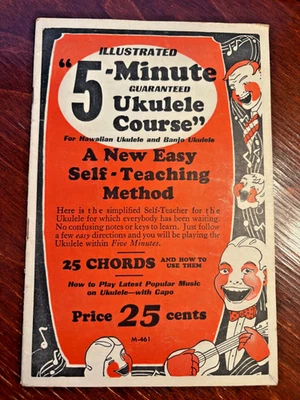 ILLUSTRATED
"5-Minute
GUARANTEED
Ukulele
Course"
For Hawaiian Ukulele and Banjo Ukulele
A New Easy
Self-Teaching
Method
Here is the simplified Self-Teacher for the
Ukulele for which everybody has been waiting.
No confusing notes or keys to learn. Just follow
a few easy directions and you will be playing the
Ukulele within Five Minutes.
25 CHORDS AND HOW TO
USE THEM
How to Play Latest Popular Music
on Ukulele—with Capo
Price 25 cents
M-461